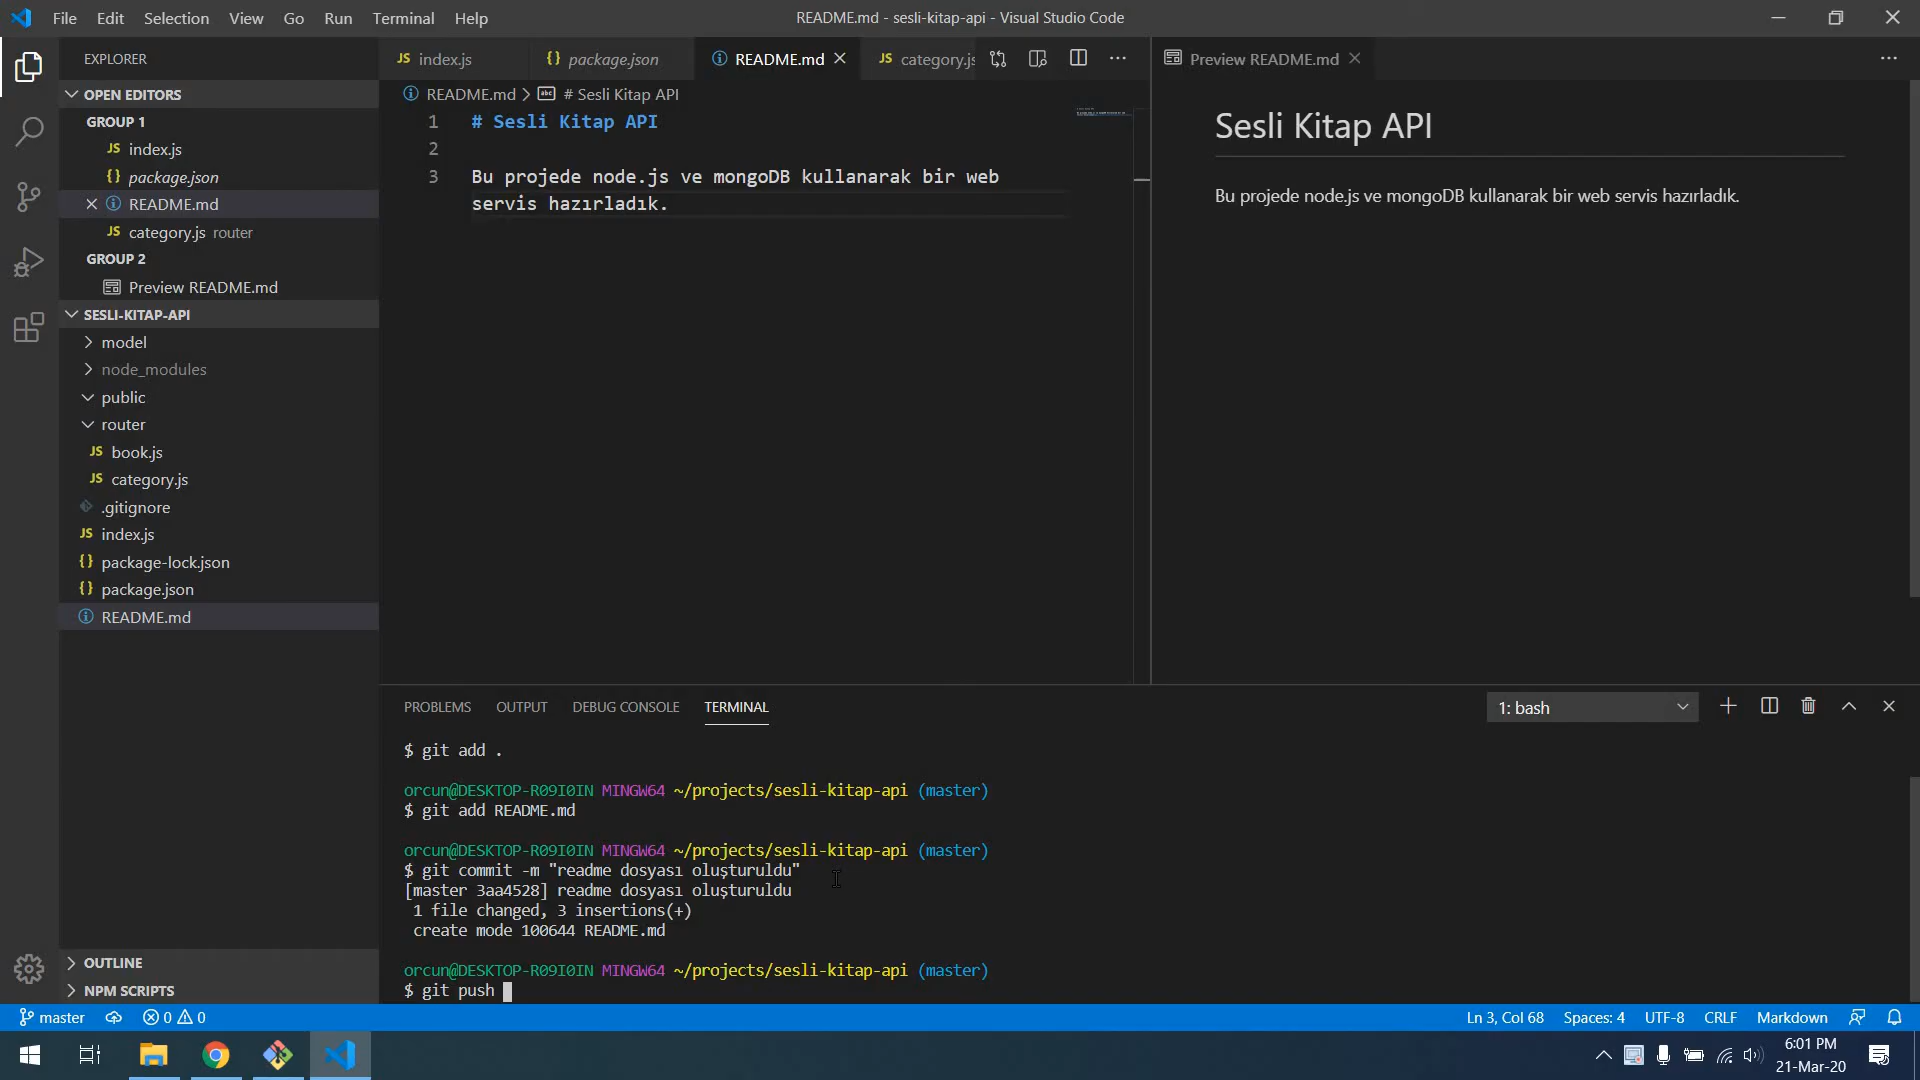 File Edit Selection View Go Run Terminal Help
README.md - sesli-kitap-api - Visual Studio Code
EXPLORER
OPEN EDITORS
GROUP 1
JS index.js
{} package.json
README.md
JS category.js router
GROUP 2
Preview README.md
SESLI-KITAP-API
model
node_modules
public
router
JS book.js
JS category.js
.gitignore
JS index.js
{} package-lock.json
{} package.json
README.md
OUTLINE
NPM SCRIPTS
JS index.js {} package.json README.md JS category.js
README.md > # Sesli Kitap API
1 # Sesli Kitap API
2
3 Bu projede node.js ve mongoDB kullanarak bir web
servis hazırladık.
Preview README.md
Sesli Kitap API
Bu projede node.js ve mongoDB kullanarak bir web servis hazırladık.
PROBLEMS OUTPUT DEBUG CONSOLE TERMINAL
1: bash
$ git add .
orcun@DESKTOP-R09I0IN MINGW64 ~/projects/sesli-kitap-api (master)
$ git add README.md
orcun@DESKTOP-R09I0IN MINGW64 ~/projects/sesli-kitap-api (master)
$ git commit -m "readme dosyası oluşturuldu"
[master 3aa4528] readme dosyası oluşturuldu
1 file changed, 3 insertions(+)
create mode 100644 README.md
orcun@DESKTOP-R09I0IN MINGW64 ~/projects/sesli-kitap-api (master)
$ git push
master 0 0
Ln 3, Col 68 Spaces: 4 UTF-8 CRLF Markdown
6:01 PM
21-Mar-20